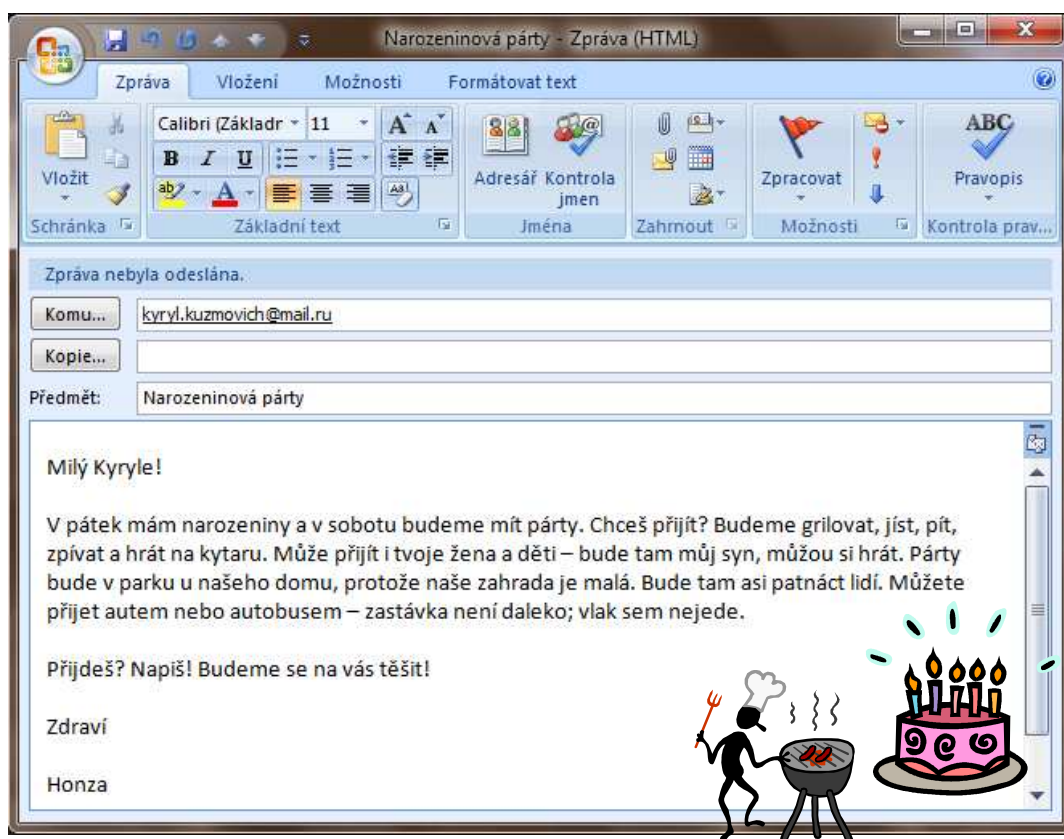 Narozeninová párty - Zpráva (HTML)
Zpráva Vložení Možnosti Formátovat text
Calibri (Základr 11 A A ABC
B I U
Vložit Adresář Kontrola jmen Zpracovat Pravopis
ab A Aa
Schránka Základní text Jména Zahrnout Možnosti Kontrola prav...
Zpráva nebyla odeslána.
Komu... kyryl.kuzmovich@mail.ru
Kopie...
Předmět: Narozeninová párty
Milý Kyryle!
V pátek mám narozeniny a v sobotu budeme mít párty. Chceš přijít? Budeme grilovat, jíst, pít,
zpívat a hrát na kytaru. Může přijít i tvoje žena a děti – bude tam můj syn, můžou si hrát. Párty
bude v parku u našeho domu, protože naše zahrada je malá. Bude tam asi patnáct lidí. Můžete
přijet autem nebo autobusem – zastávka není daleko; vlak sem nejede.
Přijdeš? Napiš! Budeme se na vás těšit!
Zdraví
Honza